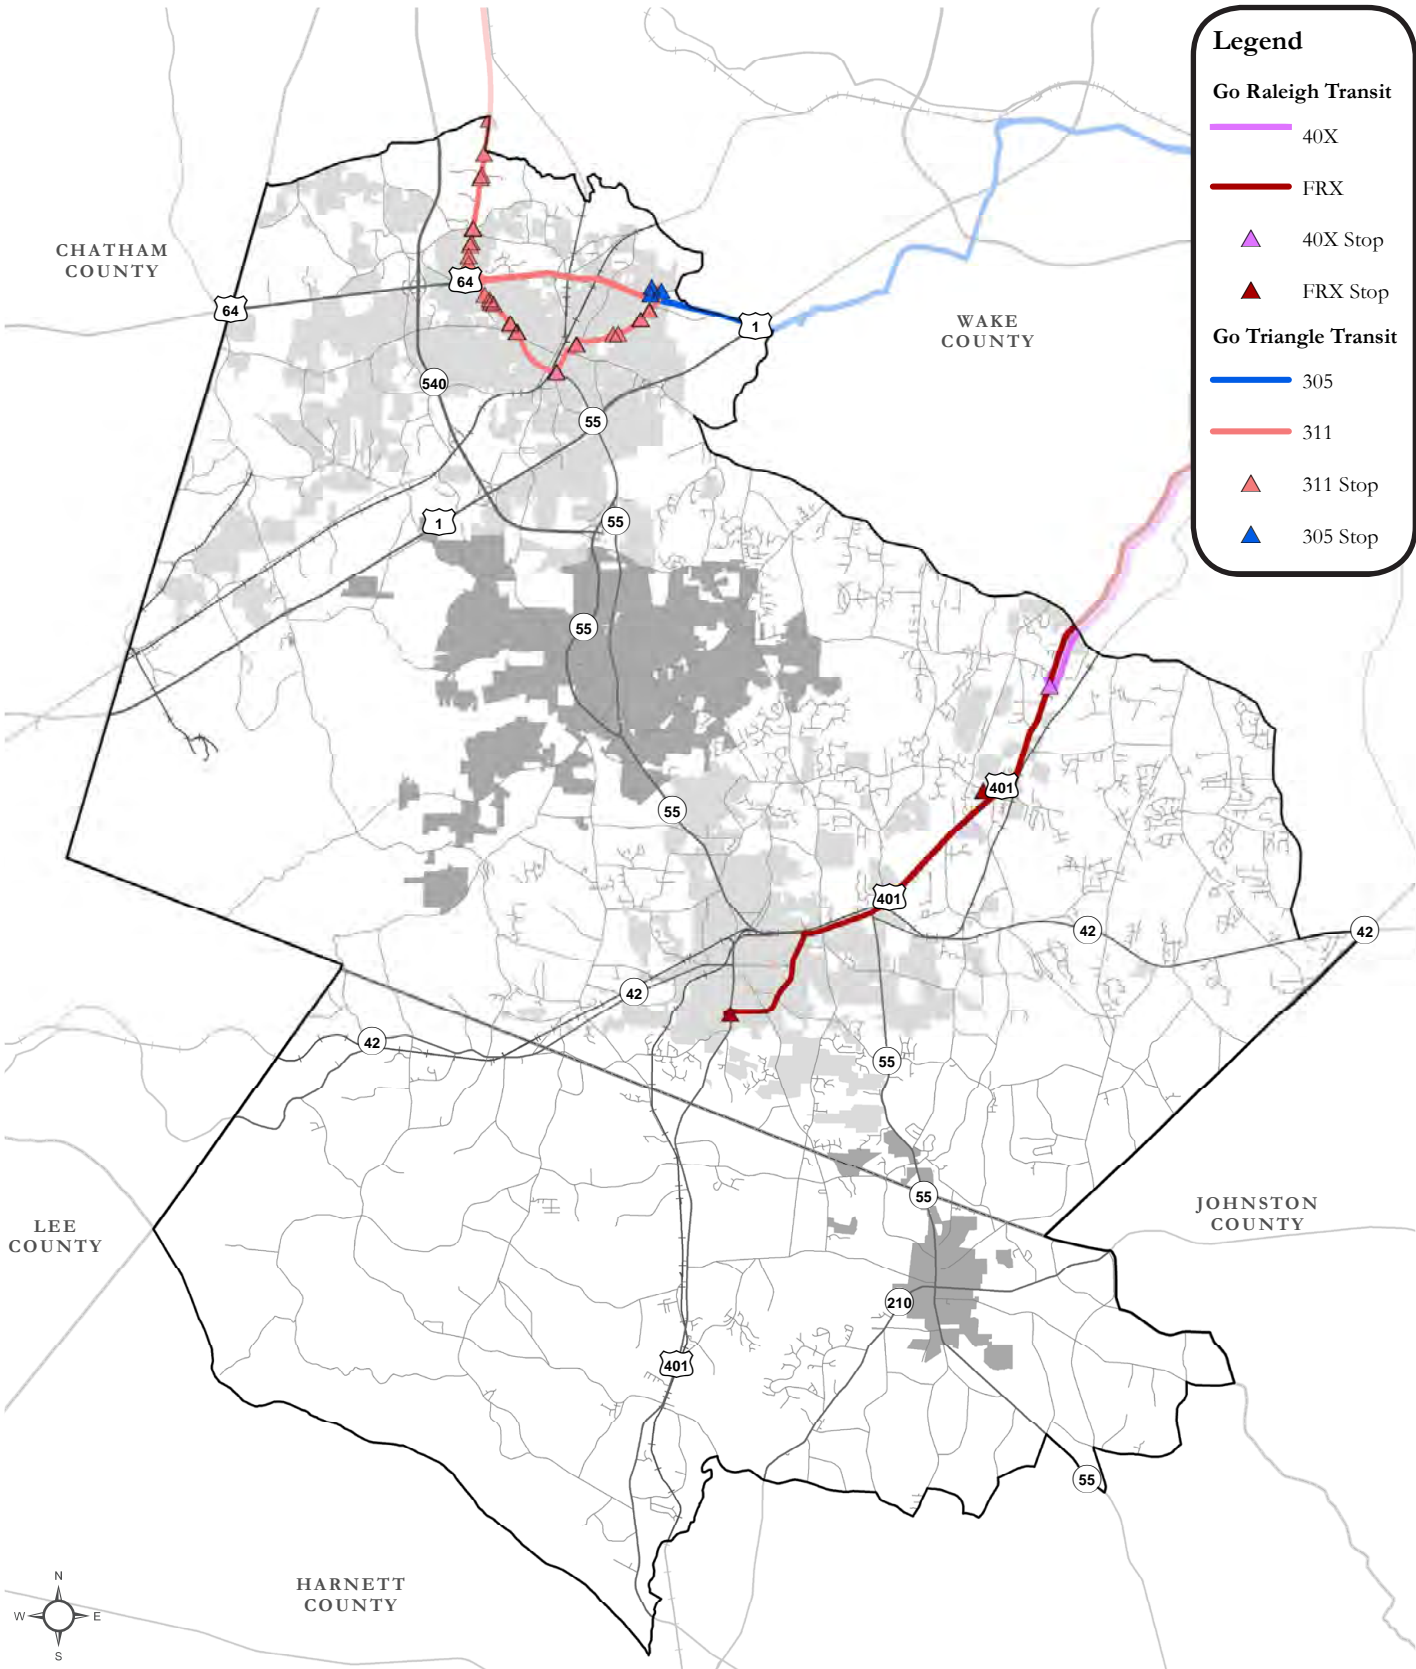 Legend
Go Raleigh Transit
40X
FRX
40X Stop
FRX Stop
Go Triangle Transit
305
311
311 Stop
305 Stop
CHATHAM
COUNTY
64
64
WAKE
COUNTY
1
540
55
1
55
55
401
55
401
42
42
42
42
55
55
JOHNSTON
COUNTY
LEE
COUNTY
210
401
55
HARNETT
COUNTY
N
W
E
S